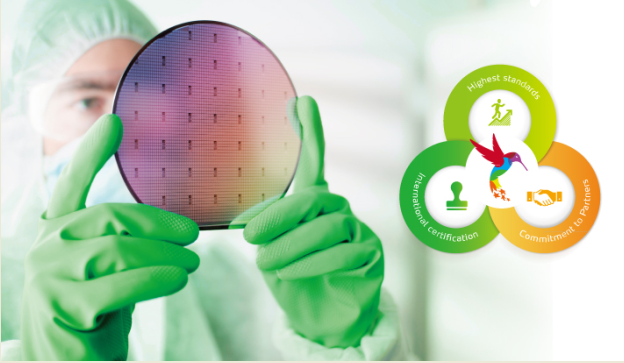 Highest standards
International certification
Commitment to Partners